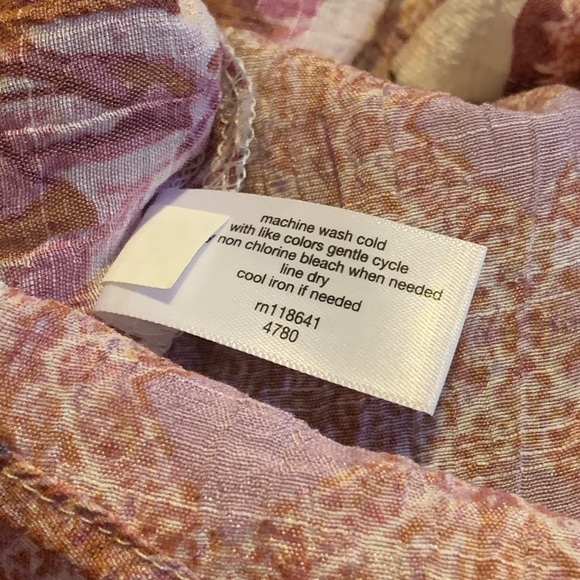 machine wash cold
with like colors gentle cycle
non chlorine bleach when needed
line dry
cool iron if needed
rn118641
4780